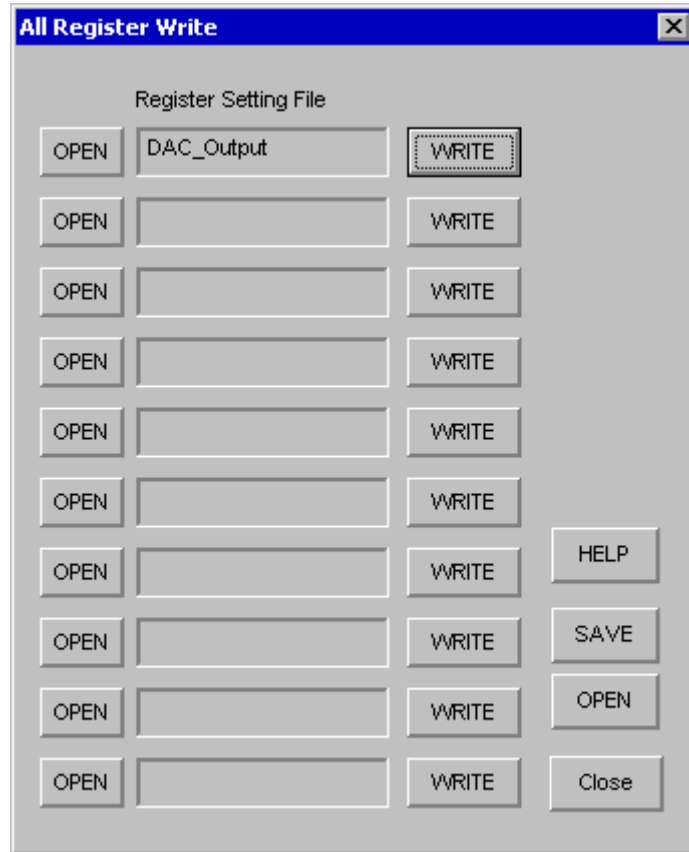 All Register Write
Register Setting File
OPEN DAC_Output WRITE
OPEN WRITE
OPEN WRITE
OPEN WRITE
OPEN WRITE
OPEN WRITE
HELP
OPEN WRITE
SAVE
OPEN WRITE
OPEN
OPEN WRITE
OPEN WRITE Close